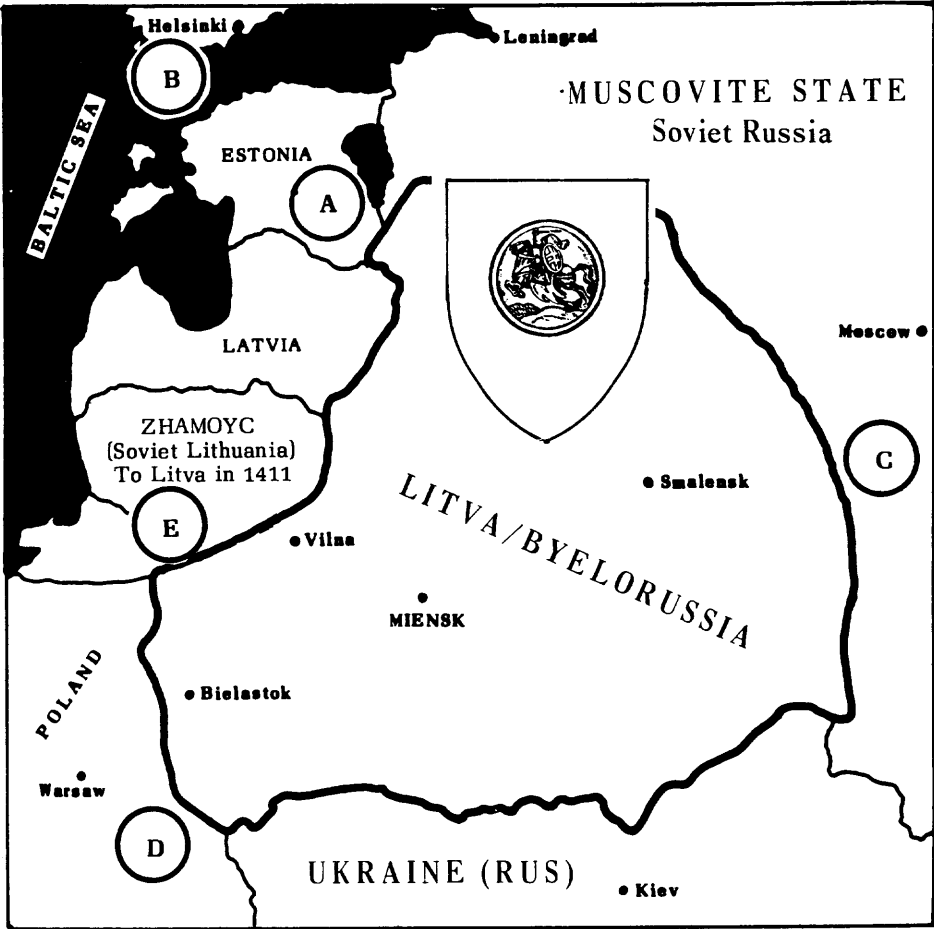 Helsinki
Leningrad
B
MUSCOVITE STATE
Soviet Russia
BALTIC SEA
ESTONIA
A
Moscow
LATVIA
ZHAMOYC
(Soviet Lithuania)
To Litva in 1411
C
Smalensk
LITVA/BYELORUSSIA
E
Vilna
MIENSK
POLAND
Bielastok
Warsaw
D
UKRAINE (RUS)
Kiev